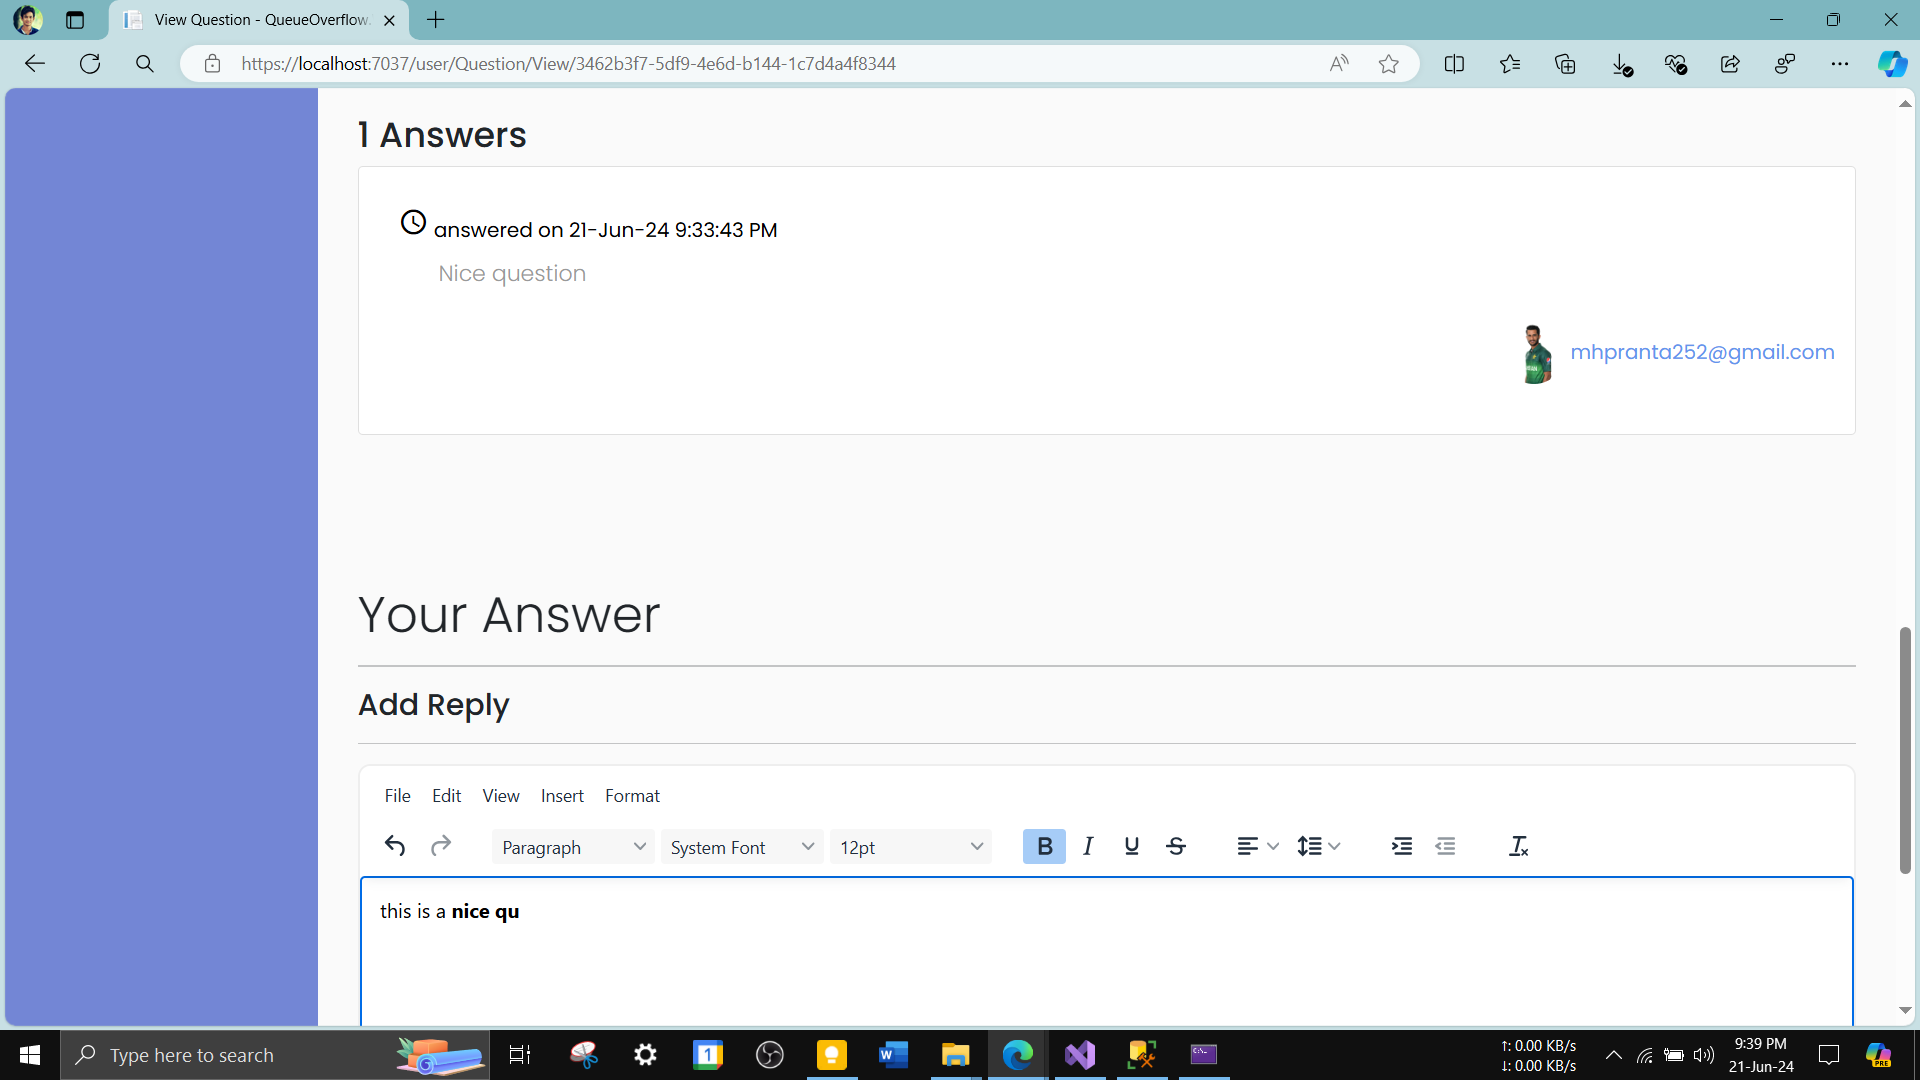 View Question - QueueOverflow.
https://localhost:7037/user/Question/View/3462b3f7-5df9-4e6d-b144-1c7d4a4f8344
1 Answers
answered on 21-Jun-24 9:33:43 PM
Nice question
mhpranta252@gmail.com
Your Answer
Add Reply
File Edit View Insert Format
Paragraph System Font 12pt B I U S
this is a nice qu
Type here to search
1
W
↑: 0.00 KB/s
↓: 0.00 KB/s
9:39 PM
21-Jun-24
PRE